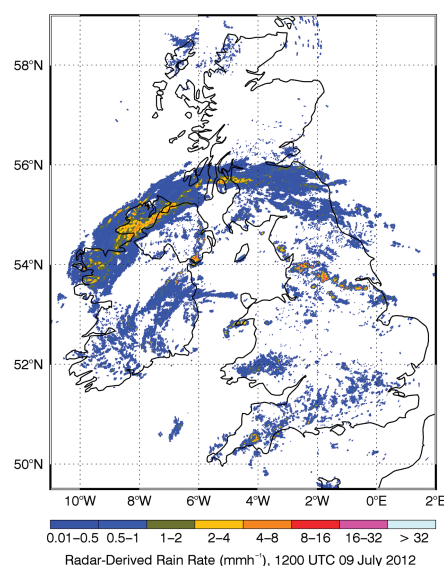 58°N
56°N
54°N
52°N
50°N
10°W 8°W 6°W 4°W 2°W 0°E 2°E
0.01−0.5 0.5−1 1−2 2−4 4−8 8−16 16−32 > 32
Radar-Derived Rain Rate (mmh⁻¹), 1200 UTC 09 July 2012